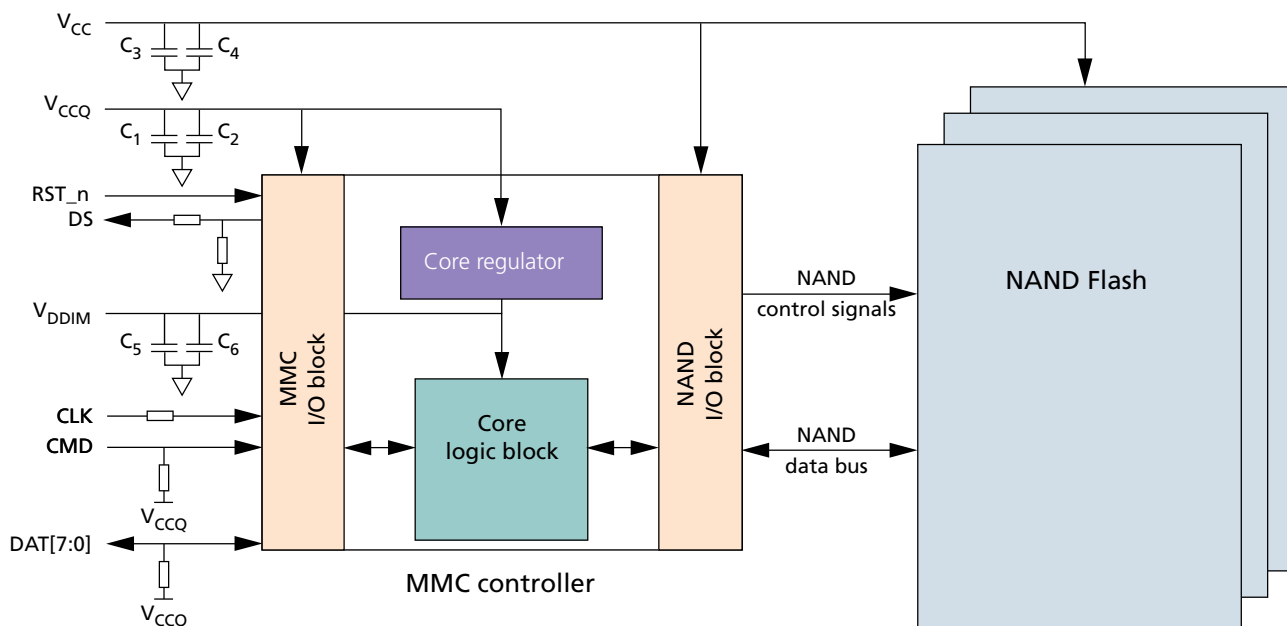 VCC
C3 C4
VCCQ
C1 C2
RST_n
DS
VDDIM
C5 C6
CLK
CMD
VCCQ
DAT[7:0]
VCCQ
MMC
I/O block
Core regulator
Core
logic block
NAND
I/O block
MMC controller
NAND
control signals
NAND
data bus
NAND Flash